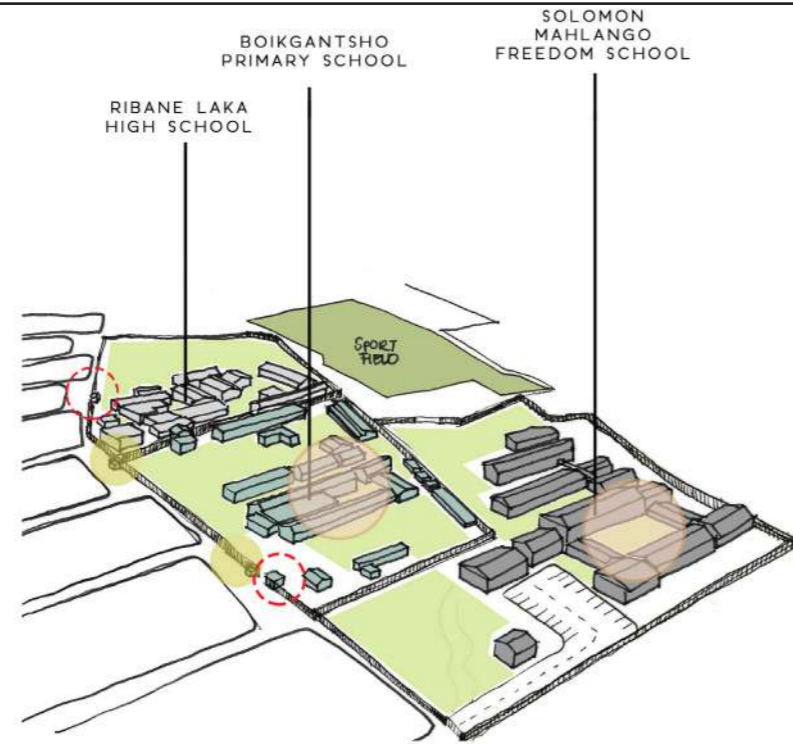 SOLOMON
MAHLANGO
FREEDOM SCHOOL
BOIKGANTSHO
PRIMARY SCHOOL
RIBANE LAKA
HIGH SCHOOL
SPORT
FIELD